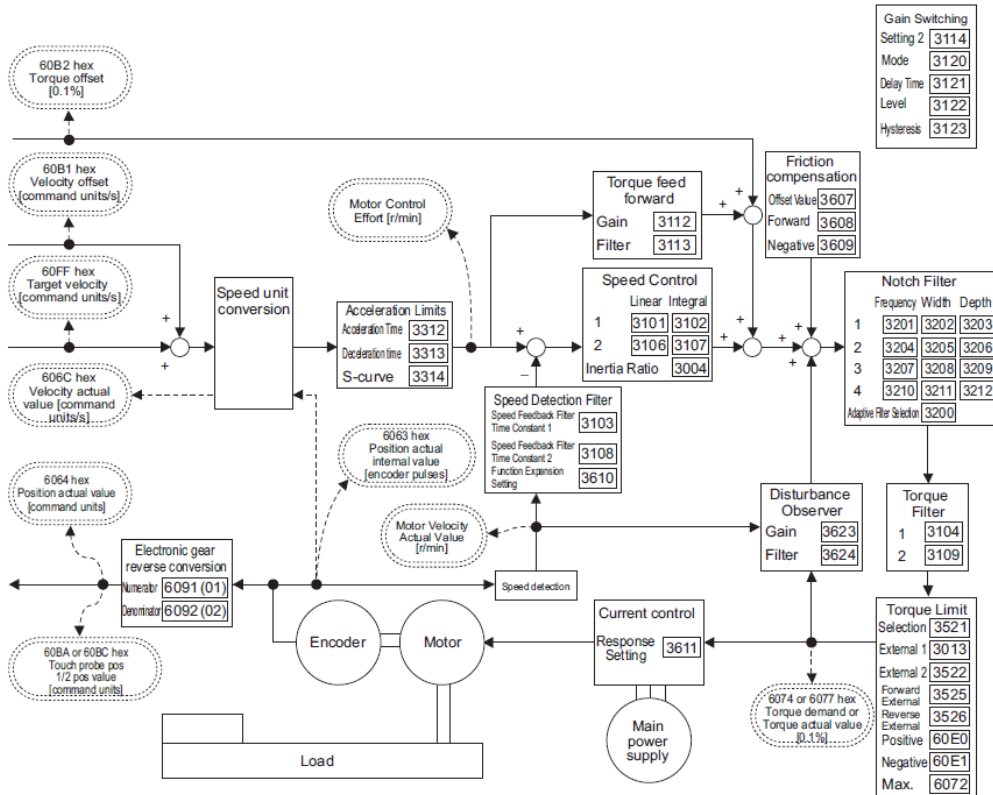 Gain Switching
Setting 2 3114
Mode 3120
Delay Time 3121
Level 3122
Hysteresis 3123
60B2 hex
Torque offset
[0.1%]
60B1 hex
Velocity offset
[command units/s]
60FF hex
Target velocity
[command units/s]
606C hex
Velocity actual
value [command
units/s]
+
+
Speed unit
conversion
Motor Control
Effort [r/min]
Acceleration Limits
Acceleration Time 3312
Deceleration time 3313
S-curve 3314
Torque feed
forward
Gain 3112
Filter 3113
+
+
Friction
compensation
Offset Value 3607
Forward 3608
Negative 3609
+
−
Speed Control
Linear Integral
1 3101 3102
2 3106 3107
Inertia Ratio 3004
+
+
+
+
+
Notch Filter
Frequency Width Depth
1 3201 3202 3203
2 3204 3205 3206
3 3207 3208 3209
4 3210 3211 3212
Adaptive Filter Selection 3200
Speed Detection Filter
Speed Feedback Filter
Time Constant 1 3103
Speed Feedback Filter
Time Constant 2 3108
Function Expansion
Setting 3610
6063 hex
Position actual
internal value
[encoder pulses]
6064 hex
Position actual value
[command units]
Motor Velocity
Actual Value
[r/min]
Disturbance
Observer
Gain 3623
Filter 3624
Torque
Filter
1 3104
2 3109
Electronic gear
reverse conversion
Numerator 6091 (01)
Denominator 6092 (02)
Speed detection
60BA or 60BC hex
Touch probe pos
1/2 pos value
[command units]
Encoder
Motor
Current control
Response
Setting 3611
Torque Limit
Selection 3521
External 1 3013
External 2 3522
Forward
External 3525
Reverse
External 3526
Positive 60E0
Negative 60E1
Max. 6072
6074 or 6077 hex
Torque demand or
Torque actual value
[0.1%]
Main
power
supply
Load